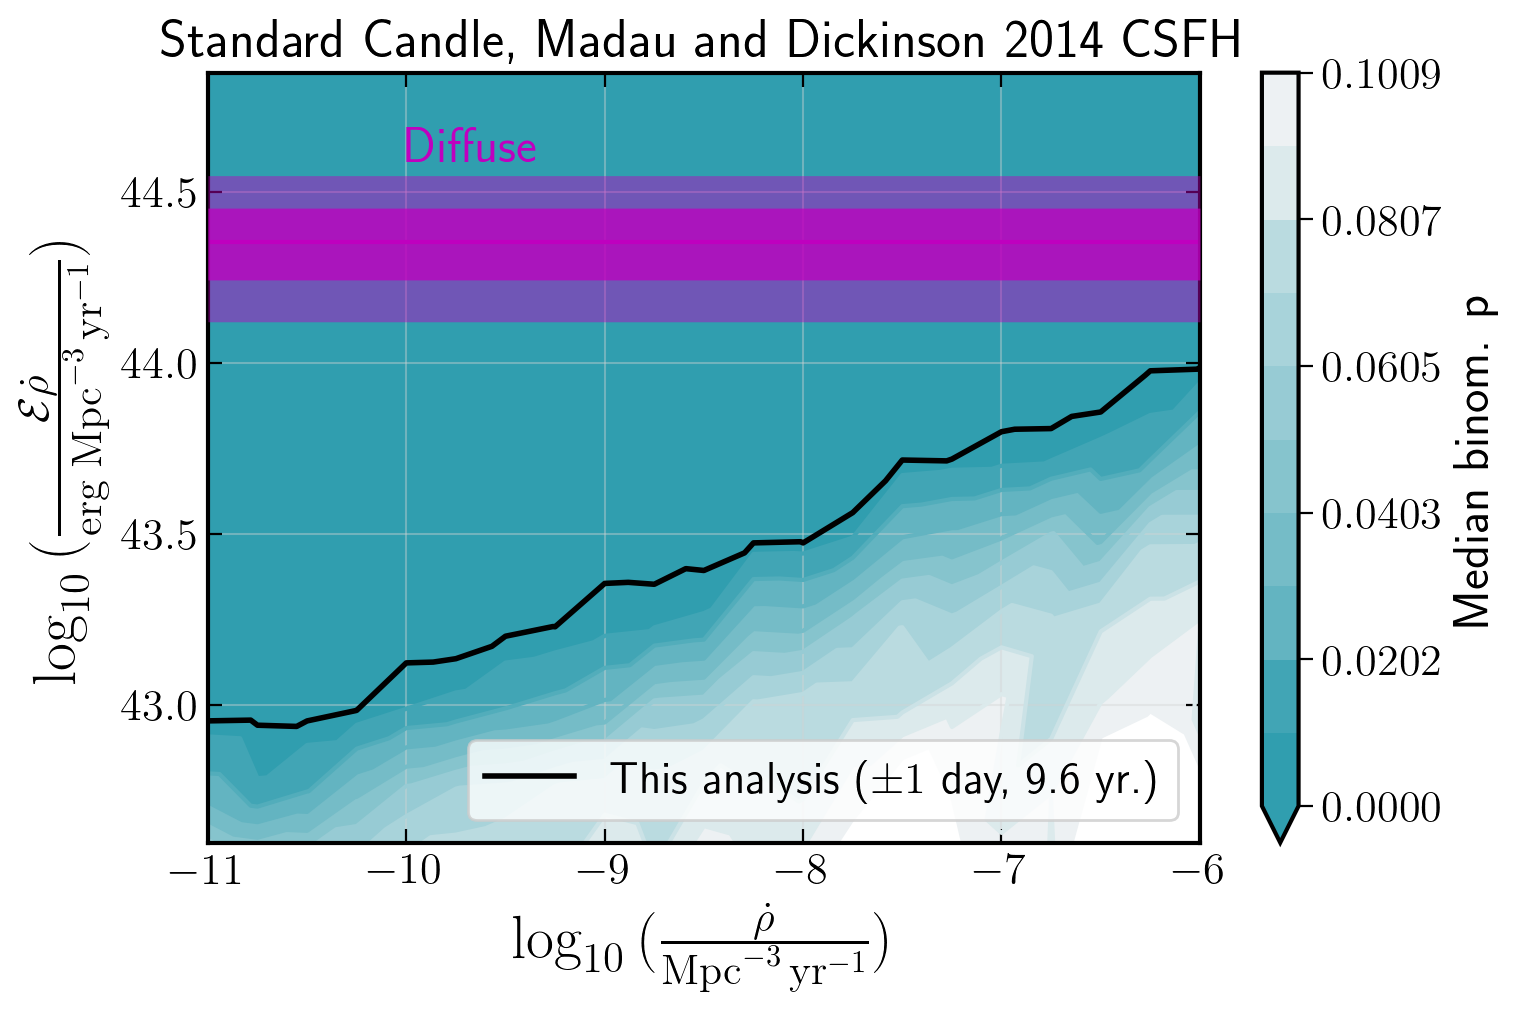 Standard Candle, Madau and Dickinson 2014 CSFH
Diffuse
44.5
44.0
43.5
43.0
log₁₀ (ℰρ̇ / erg Mpc⁻³ yr⁻¹)
This analysis (±1 day, 9.6 yr.)
−11 −10 −9 −8 −7 −6
log₁₀ (ρ̇ / Mpc⁻³ yr⁻¹)
0.1009
0.0807
0.0605
0.0403
0.0202
0.0000
Median binom. p